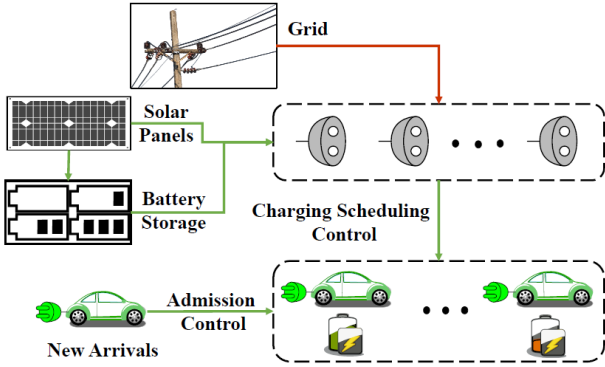 Grid
Solar
Panels
Battery
Storage
Charging Scheduling
Control
Admission
Control
New Arrivals